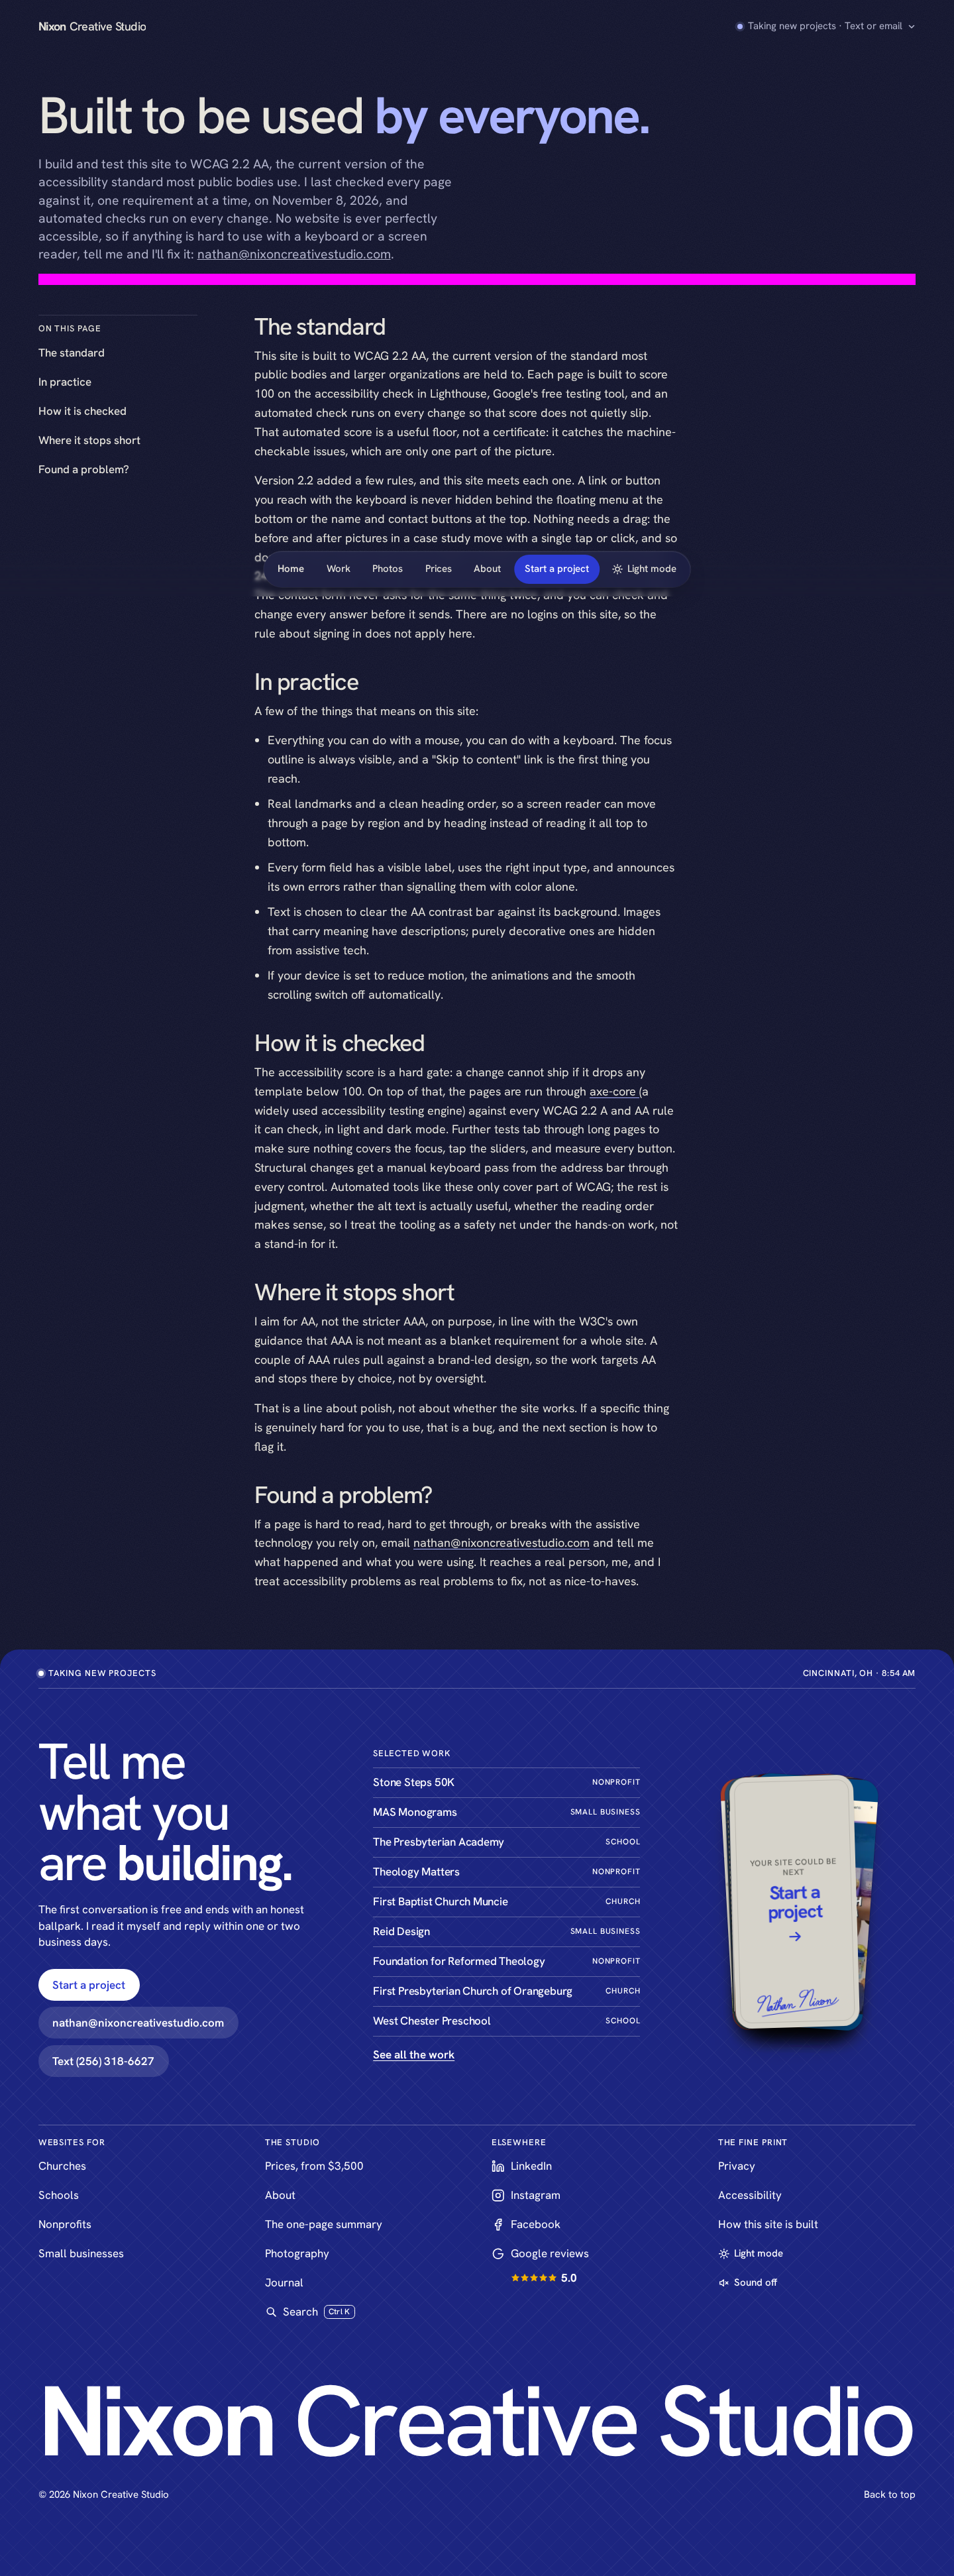 Nixon Creative Studio
Taking new projects · Text or email
Built to be used by everyone.
I build and test this site to WCAG 2.2 AA, the current version of the
accessibility standard most public bodies use. I last checked every page
against it, one requirement at a time, on November 8, 2026, and
automated checks run on every change. No website is ever perfectly
accessible, so if anything is hard to use with a keyboard or a screen
reader, tell me and I'll fix it: nathan@nixoncreativestudio.com.
ON THIS PAGE
The standard
In practice
How it is checked
Where it stops short
Found a problem?
The standard
This site is built to WCAG 2.2 AA, the current version of the standard most
public bodies and larger organizations are held to. Each page is built to score
100 on the accessibility check in Lighthouse, Google's free testing tool, and an
automated check runs on every change so that score does not quietly slip.
That automated score is a useful floor, not a certificate: it catches the machine-
checkable issues, which are only one part of the picture.
Version 2.2 added a few rules, and this site meets each one. A link or button
you reach with the keyboard is never hidden behind the floating menu at the
bottom or the name and contact buttons at the top. Nothing needs a drag: the
before and after pictures in a case study move with a single tap or click, and so
Home
Work
Photos
Prices
About
Start a project
Light mode
The contact form never asks for the same thing twice, and you can check and
change every answer before it sends. There are no logins on this site, so the
rule about signing in does not apply here.
In practice
A few of the things that means on this site:
• Everything you can do with a mouse, you can do with a keyboard. The focus
outline is always visible, and a "Skip to content" link is the first thing you
reach.
• Real landmarks and a clean heading order, so a screen reader can move
through a page by region and by heading instead of reading it all top to
bottom.
• Every form field has a visible label, uses the right input type, and announces
its own errors rather than signalling them with color alone.
• Text is chosen to clear the AA contrast bar against its background. Images
that carry meaning have descriptions; purely decorative ones are hidden
from assistive tech.
• If your device is set to reduce motion, the animations and the smooth
scrolling switch off automatically.
How it is checked
The accessibility score is a hard gate: a change cannot ship if it drops any
template below 100. On top of that, the pages are run through axe-core (a
widely used accessibility testing engine) against every WCAG 2.2 A and AA rule
it can check, in light and dark mode. Further tests tab through long pages to
make sure nothing covers the focus, tap the sliders, and measure every button.
Structural changes get a manual keyboard pass from the address bar through
every control. Automated tools like these only cover part of WCAG; the rest is
judgment, whether the alt text is actually useful, whether the reading order
makes sense, so I treat the tooling as a safety net under the hands-on work, not
a stand-in for it.
Where it stops short
I aim for AA, not the stricter AAA, on purpose, in line with the W3C's own
guidance that AAA is not meant as a blanket requirement for a whole site. A
couple of AAA rules pull against a brand-led design, so the work targets AA
and stops there by choice, not by oversight.
That is a line about polish, not about whether the site works. If a specific thing
is genuinely hard for you to use, that is a bug, and the next section is how to
flag it.
Found a problem?
If a page is hard to read, hard to get through, or breaks with the assistive
technology you rely on, email nathan@nixoncreativestudio.com and tell me
what happened and what you were using. It reaches a real person, me, and I
treat accessibility problems as real problems to fix, not as nice-to-haves.
TAKING NEW PROJECTS
CINCINNATI, OH · 8:54 AM
Tell me
what you
are building.
The first conversation is free and ends with an honest
ballpark. I read it myself and reply within one or two
business days.
Start a project
nathan@nixoncreativestudio.com
Text (256) 318-6627
SELECTED WORK
Stone Steps 50K NONPROFIT
MAS Monograms SMALL BUSINESS
The Presbyterian Academy SCHOOL
Theology Matters NONPROFIT
First Baptist Church Muncie CHURCH
Reid Design SMALL BUSINESS
Foundation for Reformed Theology NONPROFIT
First Presbyterian Church of Orangeburg CHURCH
West Chester Preschool SCHOOL
See all the work
YOUR SITE COULD BE
NEXT
Start a
project
Nathan Nixon
WEBSITES FOR
Churches
Schools
Nonprofits
Small businesses
THE STUDIO
Prices, from $3,500
About
The one-page summary
Photography
Journal
Search Ctrl K
ELSEWHERE
LinkedIn
Instagram
Facebook
Google reviews
5.0
THE FINE PRINT
Privacy
Accessibility
How this site is built
Light mode
Sound off
Nixon Creative Studio
© 2026 Nixon Creative Studio
Back to top